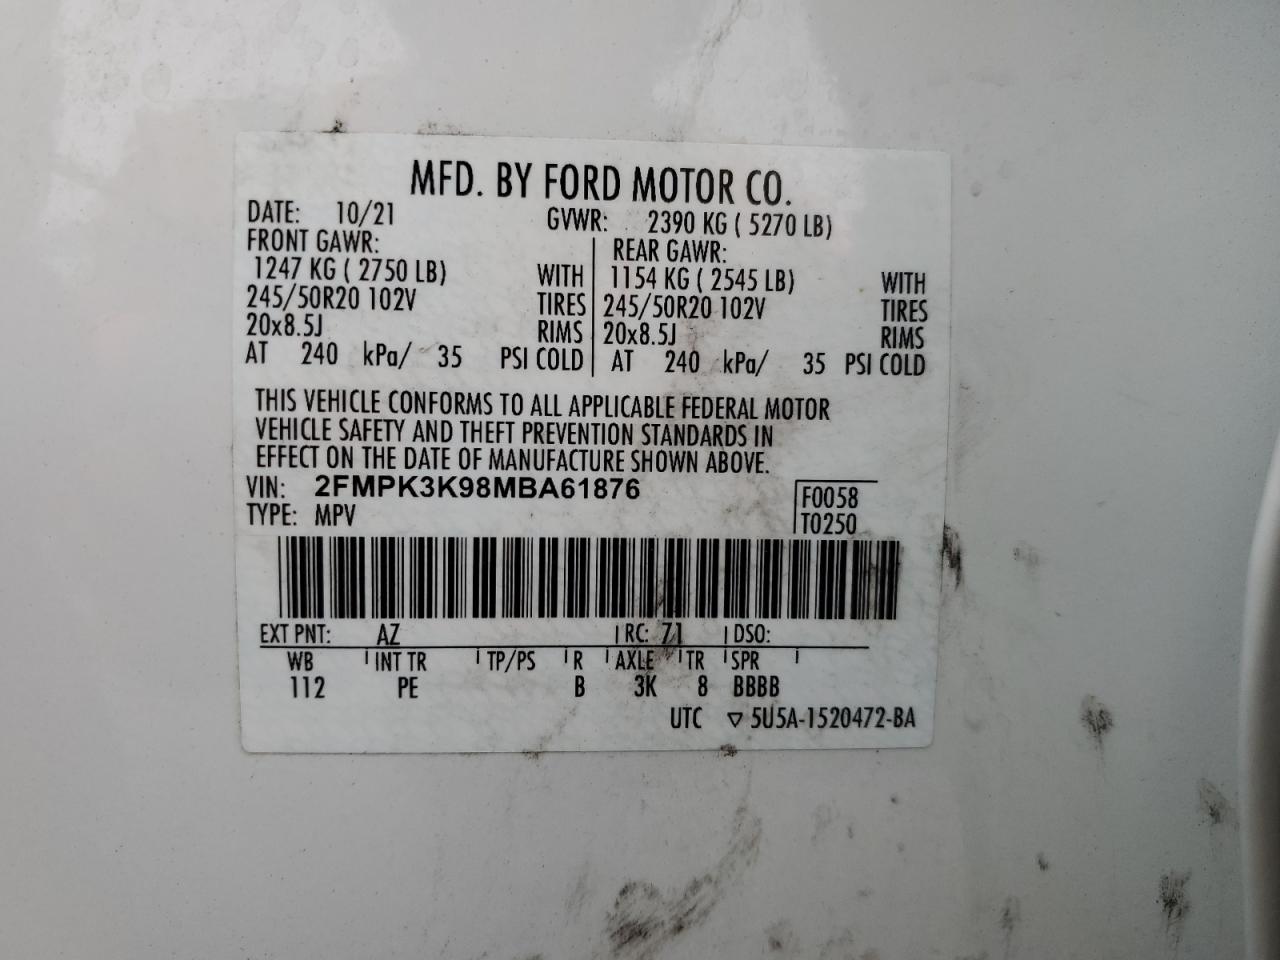 MFD. BY FORD MOTOR CO.
DATE: 10/21 GVWR: 2390 KG ( 5270 LB)
FRONT GAWR: REAR GAWR:
1247 KG ( 2750 LB) WITH 1154 KG ( 2545 LB) WITH
245/50R20 102V TIRES 245/50R20 102V TIRES
20x8.5J RIMS 20x8.5J RIMS
AT 240 kPa/ 35 PSI COLD AT 240 kPa/ 35 PSI COLD
THIS VEHICLE CONFORMS TO ALL APPLICABLE FEDERAL MOTOR
VEHICLE SAFETY AND THEFT PREVENTION STANDARDS IN
EFFECT ON THE DATE OF MANUFACTURE SHOWN ABOVE.
VIN: 2FMPK3K98MBA61876 F0058
TYPE: MPV T0250
EXT PNT: AZ RC: 71 DSO:
WB INT TR TP/PS R AXLE TR SPR
112 PE B 3K 8 BBBB
UTC ▽ 5U5A-1520472-BA